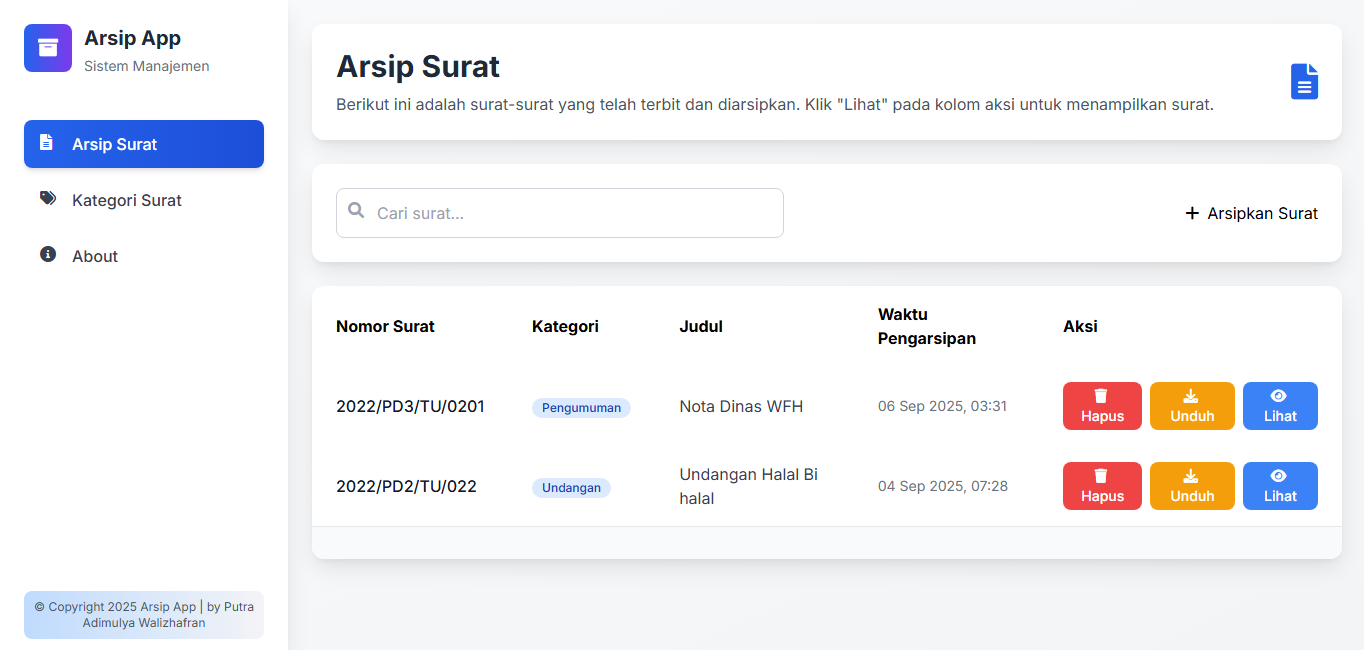 Arsip App
Sistem Manajemen
Arsip Surat
Kategori Surat
About
© Copyright 2025 Arsip App | by Putra
Adimulya Walizhafran
Arsip Surat
Berikut ini adalah surat-surat yang telah terbit dan diarsipkan. Klik "Lihat" pada kolom aksi untuk menampilkan surat.
Cari surat...
Arsipkan Surat
Nomor Surat Kategori Judul Waktu Pengarsipan Aksi
2022/PD3/TU/0201 Pengumuman Nota Dinas WFH 06 Sep 2025, 03:31 Hapus Unduh Lihat
2022/PD2/TU/022 Undangan Undangan Halal Bi halal 04 Sep 2025, 07:28 Hapus Unduh Lihat